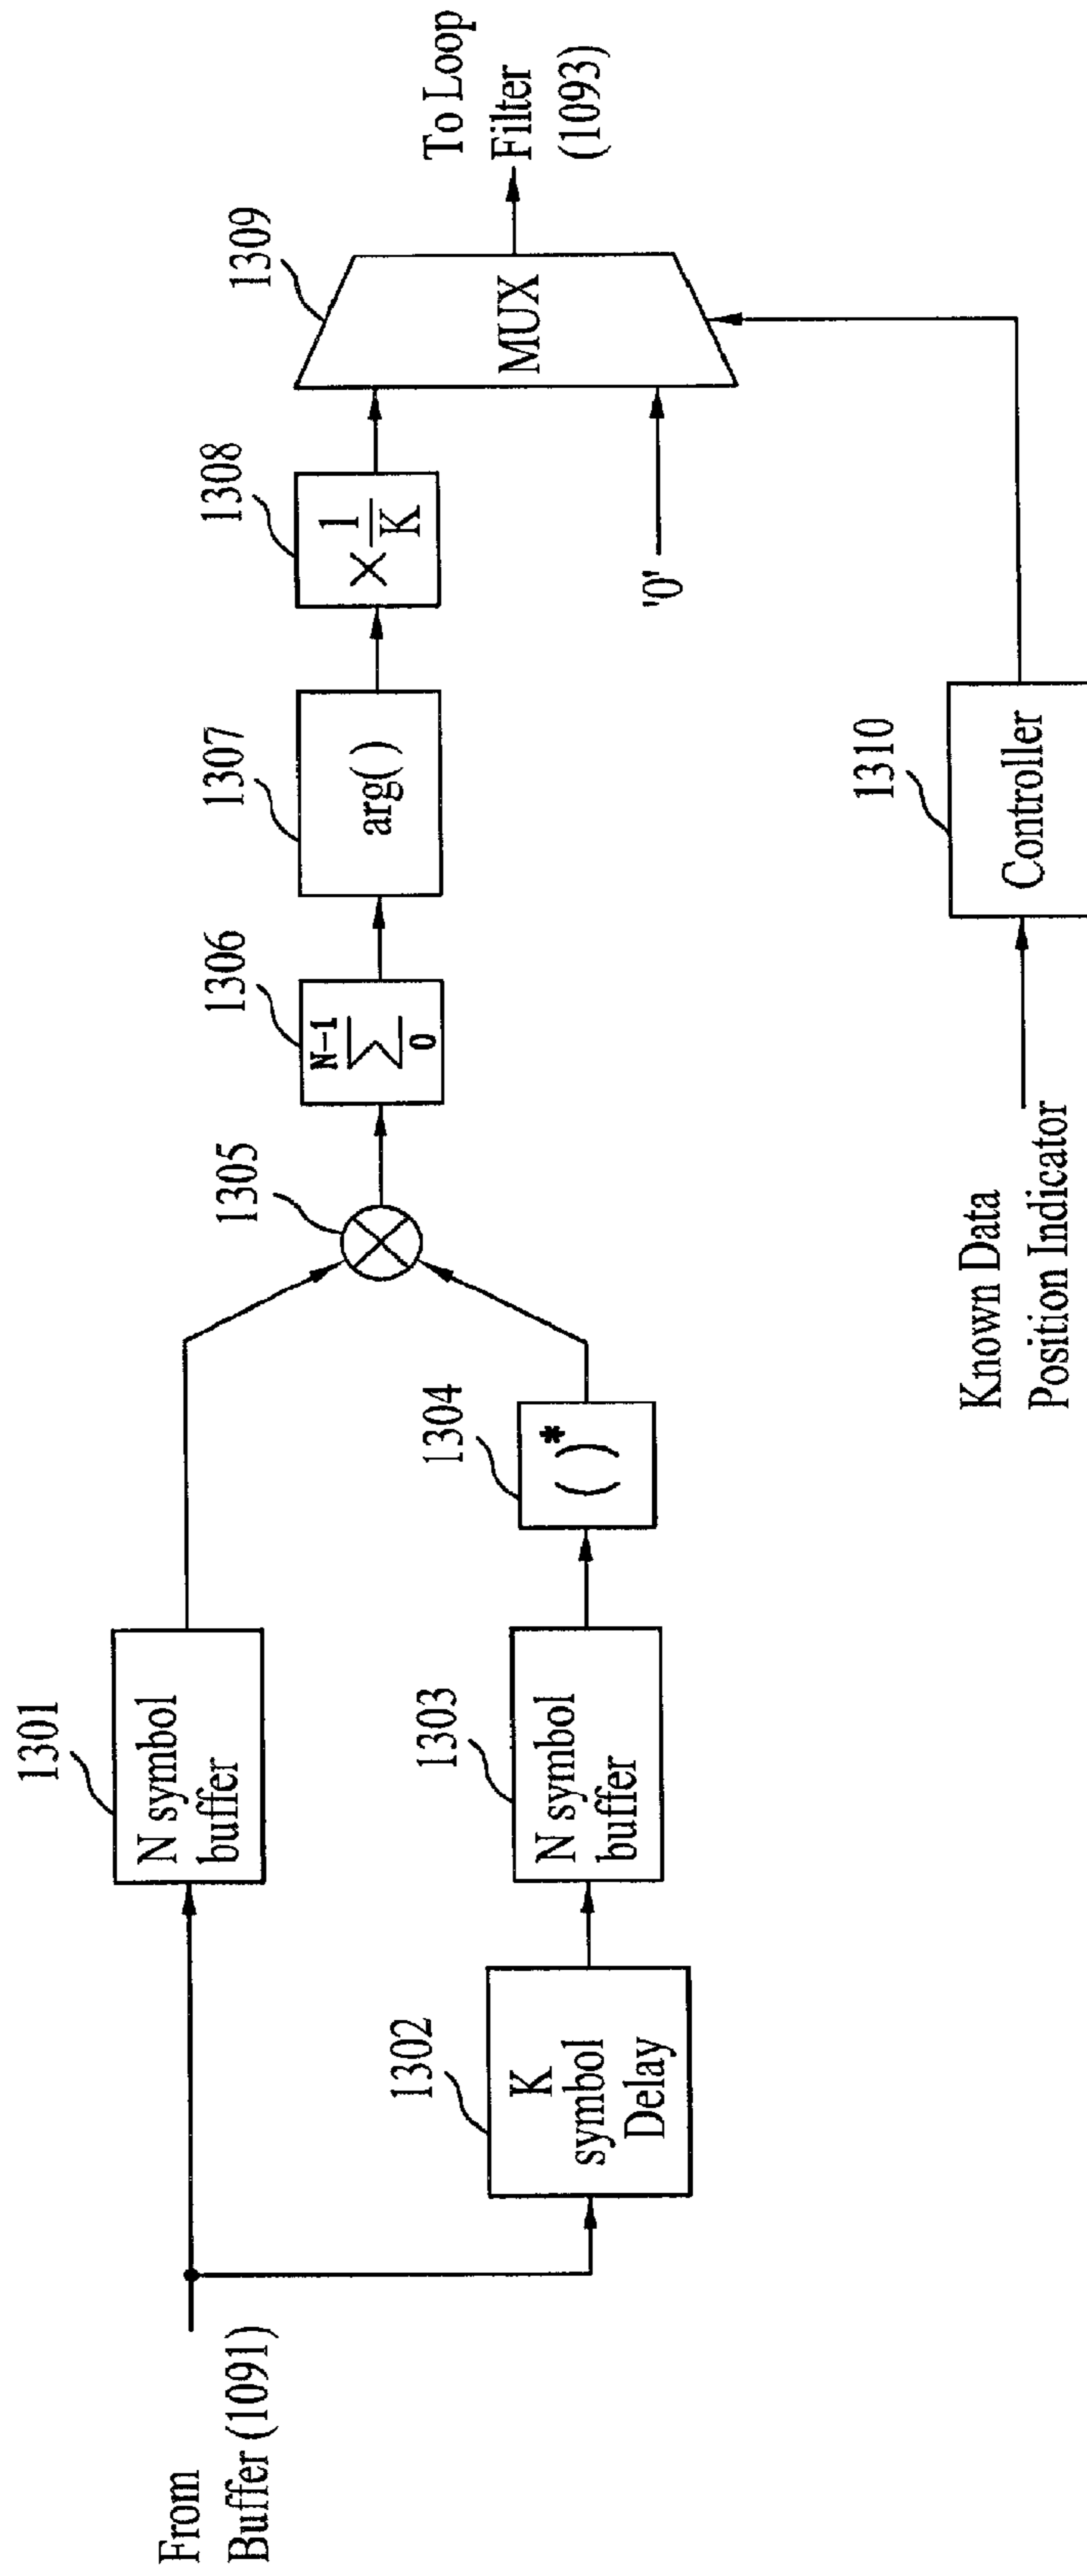 From
Buffer (1091)
1301
N symbol
buffer
1302
K
symbol
Delay
1303
N symbol
buffer
1304
( )*
1305
1306
N-1
∑
0
1307
arg( )
1308
× 1/K
'0'
1309
MUX
To Loop
Filter
(1093)
Known Data
Position Indicator
1310
Controller